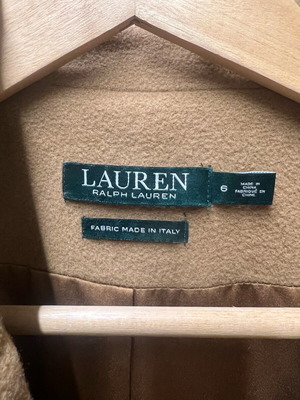 LAUREN
RALPH LAUREN
6
MADE IN
CHINA
FABRIQUÉ EN
CHINE
FABRIC MADE IN ITALY